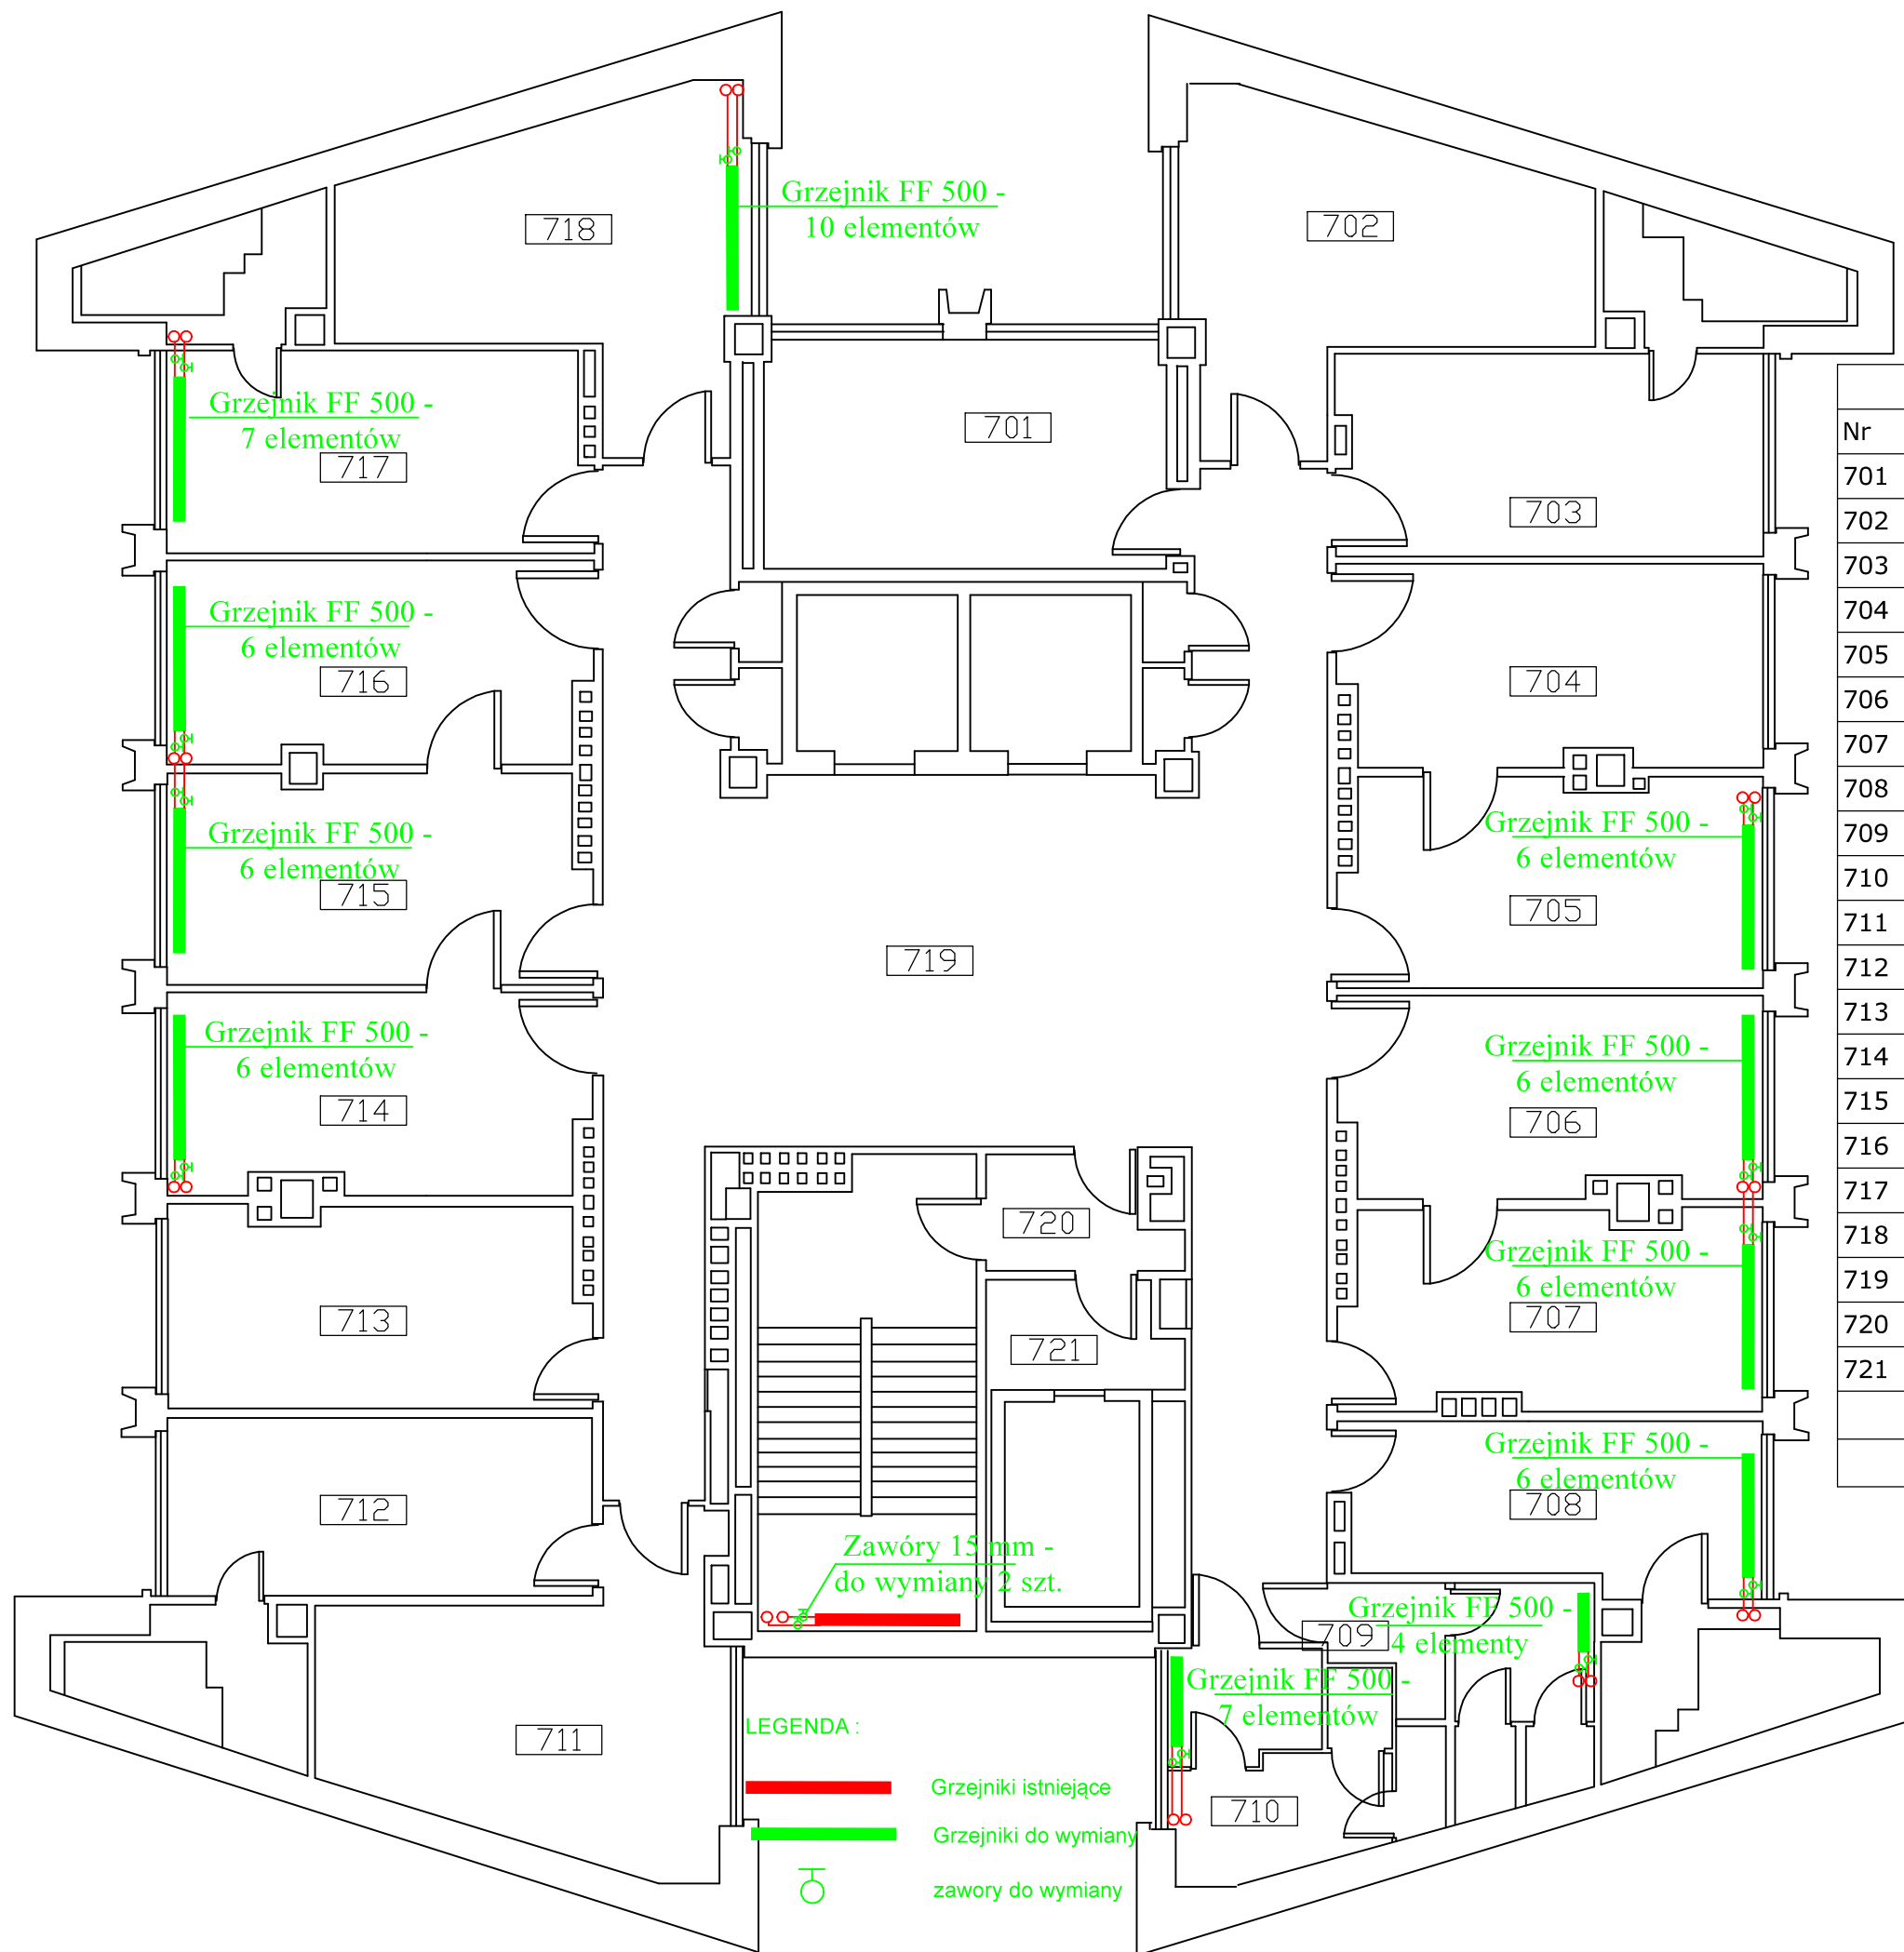 Grzejnik FF 500 -
10 elementów
718
702
Grzejnik FF 500 -
7 elementów
717
701
703
Grzejnik FF 500 -
6 elementów
716
704
Grzejnik FF 500 -
6 elementów
715
Grzejnik FF 500 -
6 elementów
705
719
Grzejnik FF 500 -
6 elementów
714
Grzejnik FF 500 -
6 elementów
706
720
Grzejnik FF 500 -
6 elementów
707
713
721
Grzejnik FF 500 -
6 elementów
708
712
Zawóry 15 mm -
do wymiany 2 szt.
Grzejnik FF 500 -
4 elementy
709
Grzejnik FF 500 -
7 elementów
711
710
LEGENDA :
Grzejniki istniejące
Grzejniki do wymiany
zawory do wymiany
Nr
701
702
703
704
705
706
707
708
709
710
711
712
713
714
715
716
717
718
719
720
721